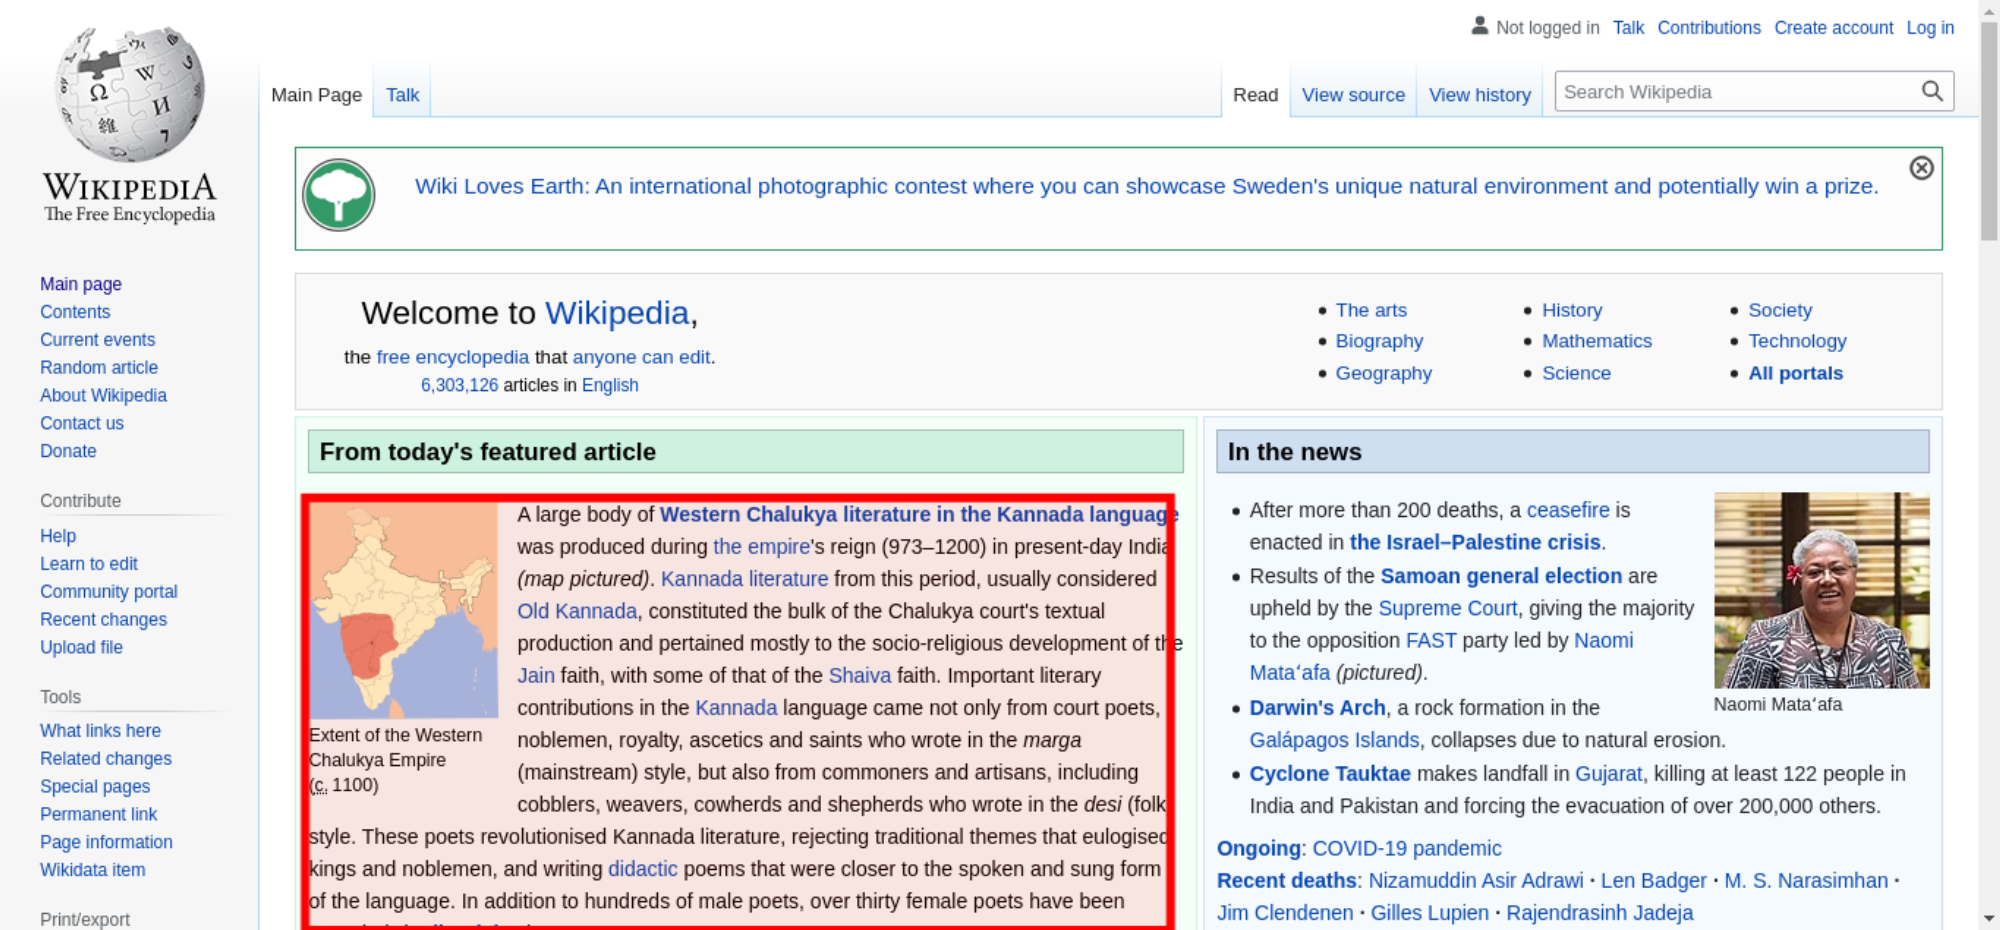 Not logged in Talk Contributions Create account Log in
Main Page Talk Read View source View history Search Wikipedia
WIKIPEDIA
The Free Encyclopedia
Main page
Contents
Current events
Random article
About Wikipedia
Contact us
Donate
Contribute
Help
Learn to edit
Community portal
Recent changes
Upload file
Tools
What links here
Related changes
Special pages
Permanent link
Page information
Wikidata item
Print/export
Wiki Loves Earth: An international photographic contest where you can showcase Sweden's unique natural environment and potentially win a prize.
Welcome to Wikipedia,
the free encyclopedia that anyone can edit.
6,303,126 articles in English
The arts
Biography
Geography
History
Mathematics
Science
Society
Technology
All portals
From today's featured article
Extent of the Western
Chalukya Empire
(c. 1100)
A large body of Western Chalukya literature in the Kannada language
was produced during the empire's reign (973–1200) in present-day India
(map pictured). Kannada literature from this period, usually considered
Old Kannada, constituted the bulk of the Chalukya court's textual
production and pertained mostly to the socio-religious development of the
Jain faith, with some of that of the Shaiva faith. Important literary
contributions in the Kannada language came not only from court poets,
noblemen, royalty, ascetics and saints who wrote in the marga
(mainstream) style, but also from commoners and artisans, including
cobblers, weavers, cowherds and shepherds who wrote in the desi (folk
style. These poets revolutionised Kannada literature, rejecting traditional themes that eulogised
kings and noblemen, and writing didactic poems that were closer to the spoken and sung form
of the language. In addition to hundreds of male poets, over thirty female poets have been
In the news
After more than 200 deaths, a ceasefire is
enacted in the Israel–Palestine crisis.
Results of the Samoan general election are
upheld by the Supreme Court, giving the majority
to the opposition FAST party led by Naomi
Mataʻafa (pictured).
Naomi Mataʻafa
Darwin's Arch, a rock formation in the
Galápagos Islands, collapses due to natural erosion.
Cyclone Tauktae makes landfall in Gujarat, killing at least 122 people in
India and Pakistan and forcing the evacuation of over 200,000 others.
Ongoing: COVID-19 pandemic
Recent deaths: Nizamuddin Asir Adrawi · Len Badger · M. S. Narasimhan ·
Jim Clendenen · Gilles Lupien · Rajendrasinh Jadeja